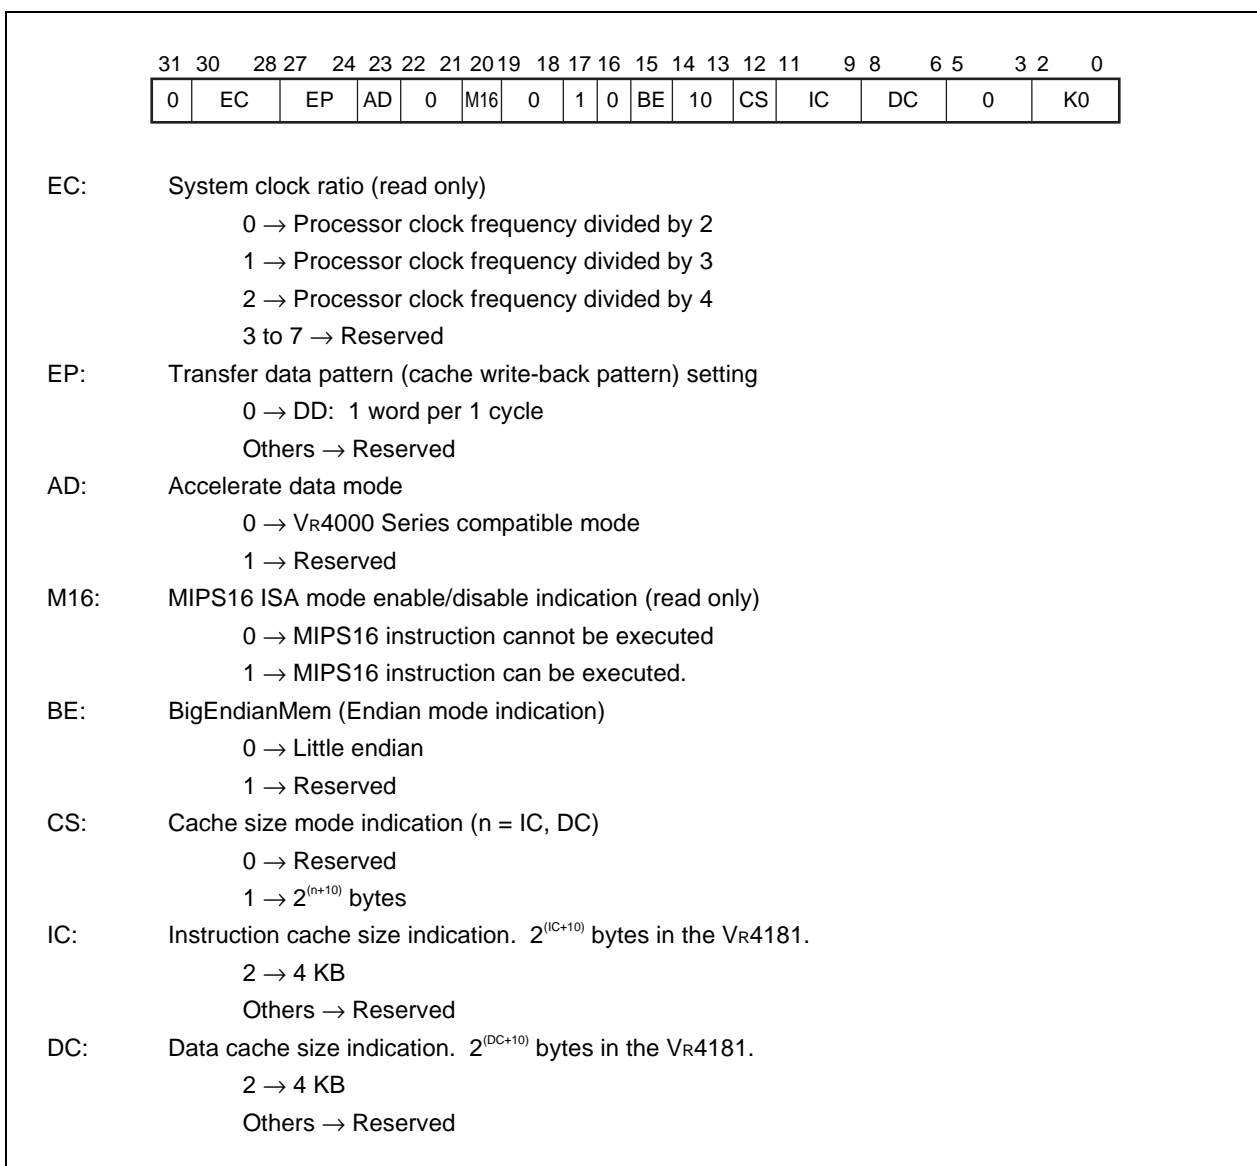 31 30 28 27 24 23 22 21 20 19 18 17 16 15 14 13 12 11 9 8 6 5 3 2 0
0 EC EP AD 0 M16 0 1 0 BE 10 CS IC DC 0 K0
EC: System clock ratio (read only)
0 → Processor clock frequency divided by 2
1 → Processor clock frequency divided by 3
2 → Processor clock frequency divided by 4
3 to 7 → Reserved
EP: Transfer data pattern (cache write-back pattern) setting
0 → DD: 1 word per 1 cycle
Others → Reserved
AD: Accelerate data mode
0 → VR4000 Series compatible mode
1 → Reserved
M16: MIPS16 ISA mode enable/disable indication (read only)
0 → MIPS16 instruction cannot be executed
1 → MIPS16 instruction can be executed.
BE: BigEndianMem (Endian mode indication)
0 → Little endian
1 → Reserved
CS: Cache size mode indication (n = IC, DC)
0 → Reserved
1 → 2^(n+10) bytes
IC: Instruction cache size indication. 2^(IC+10) bytes in the VR4181.
2 → 4 KB
Others → Reserved
DC: Data cache size indication. 2^(DC+10) bytes in the VR4181.
2 → 4 KB
Others → Reserved